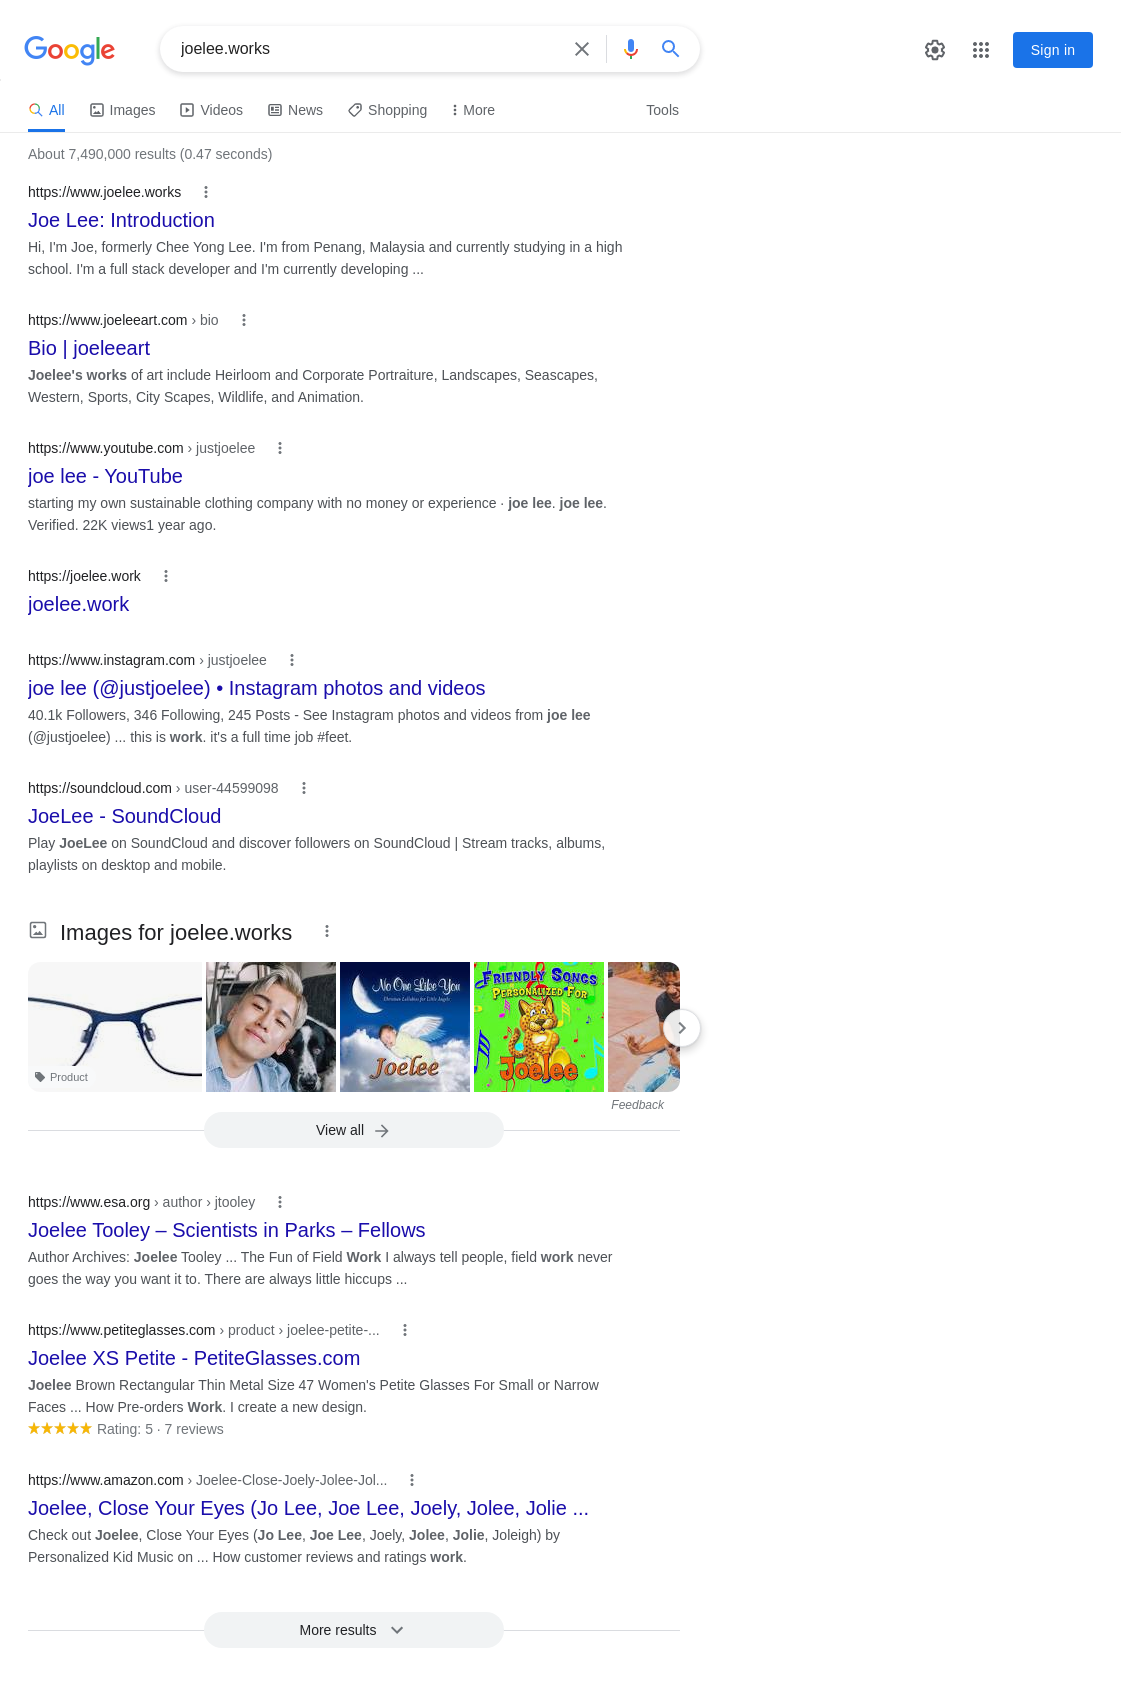 Google
joelee.works
Sign in
All
Images
Videos
News
Shopping
More
Tools
About 7,490,000 results (0.47 seconds)
https://www.joelee.works
Joe Lee: Introduction
Hi, I'm Joe, formerly Chee Yong Lee. I'm from Penang, Malaysia and currently studying in a high
school. I'm a full stack developer and I'm currently developing ...
https://www.joeleeart.com › bio
Bio | joeleeart
Joelee's works of art include Heirloom and Corporate Portraiture, Landscapes, Seascapes,
Western, Sports, City Scapes, Wildlife, and Animation.
https://www.youtube.com › justjoelee
joe lee - YouTube
starting my own sustainable clothing company with no money or experience · joe lee. joe lee.
Verified. 22K views1 year ago.
https://joelee.work
joelee.work
https://www.instagram.com › justjoelee
joe lee (@justjoelee) • Instagram photos and videos
40.1k Followers, 346 Following, 245 Posts - See Instagram photos and videos from joe lee
(@justjoelee) ... this is work. it's a full time job #feet.
https://soundcloud.com › user-44599098
JoeLee - SoundCloud
Play JoeLee on SoundCloud and discover followers on SoundCloud | Stream tracks, albums,
playlists on desktop and mobile.
Images for joelee.works
Product
No One Like You
Christian Lullabies for Little Angels
Joelee
FRIENDLY SONGS
PERSONALIZED FOR
Joelee
Feedback
View all
https://www.esa.org › author › jtooley
Joelee Tooley – Scientists in Parks – Fellows
Author Archives: Joelee Tooley ... The Fun of Field Work I always tell people, field work never
goes the way you want it to. There are always little hiccups ...
https://www.petiteglasses.com › product › joelee-petite-...
Joelee XS Petite - PetiteGlasses.com
Joelee Brown Rectangular Thin Metal Size 47 Women's Petite Glasses For Small or Narrow
Faces ... How Pre-orders Work. I create a new design.
Rating: 5 · 7 reviews
https://www.amazon.com › Joelee-Close-Joely-Jolee-Jol...
Joelee, Close Your Eyes (Jo Lee, Joe Lee, Joely, Jolee, Jolie ...
Check out Joelee, Close Your Eyes (Jo Lee, Joe Lee, Joely, Jolee, Jolie, Joleigh) by
Personalized Kid Music on ... How customer reviews and ratings work.
More results